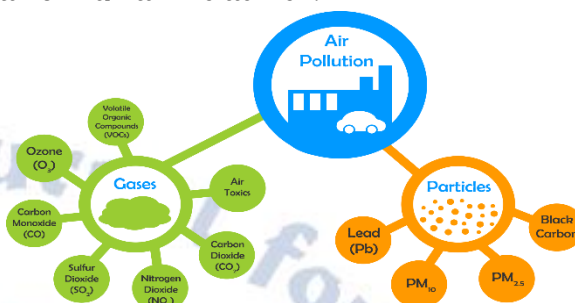 Air
Pollution
Volatile
Organic
Compounds
(VOCs)
Ozone
(O₃)
Gases
Air
Toxics
Carbon
Monoxide
(CO)
Carbon
Dioxide
(CO₂)
Sulfur
Dioxide
(SO₂)
Nitrogen
Dioxide
(NO₂)
Particles
Lead
(Pb)
Black
Carbon
PM₁₀
PM₂.₅